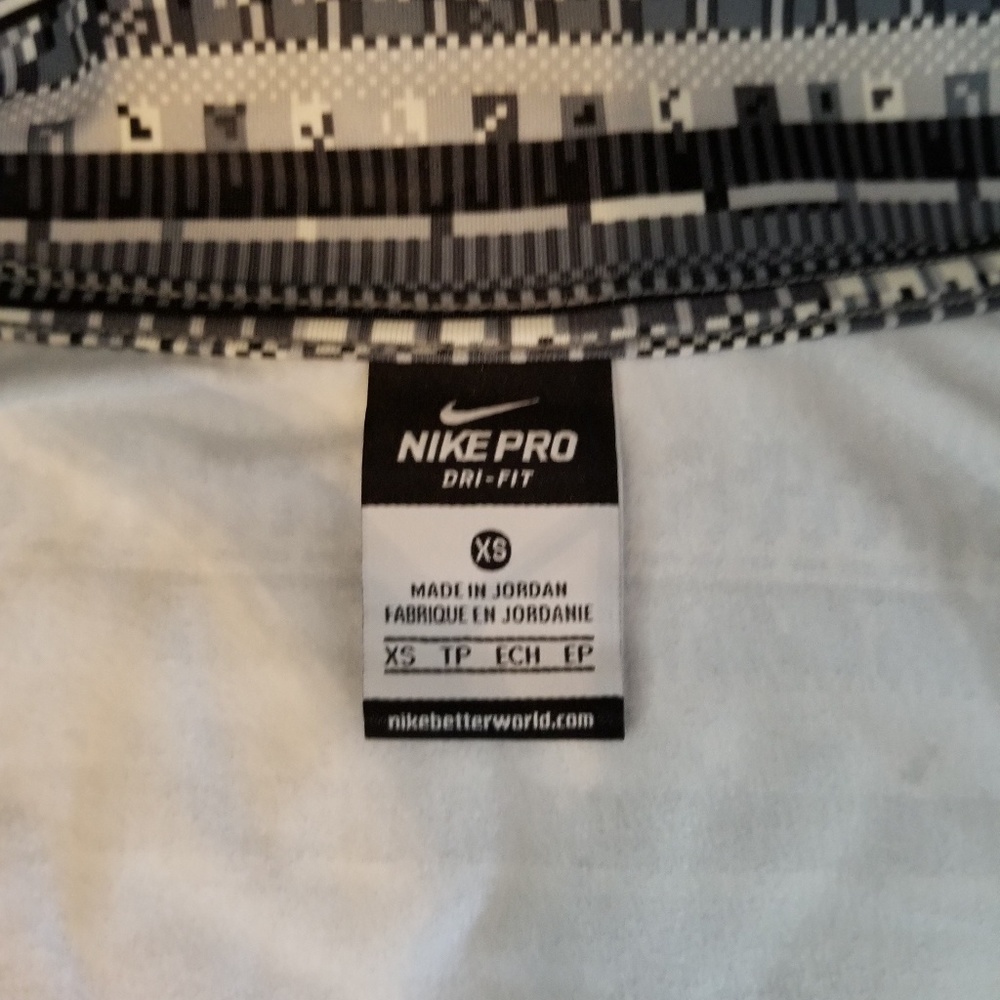 NIKE PRO
DRI-FIT
XS
MADE IN JORDAN
FABRIQUE EN JORDANIE
XS TP ECH EP
nikebetterworld.com